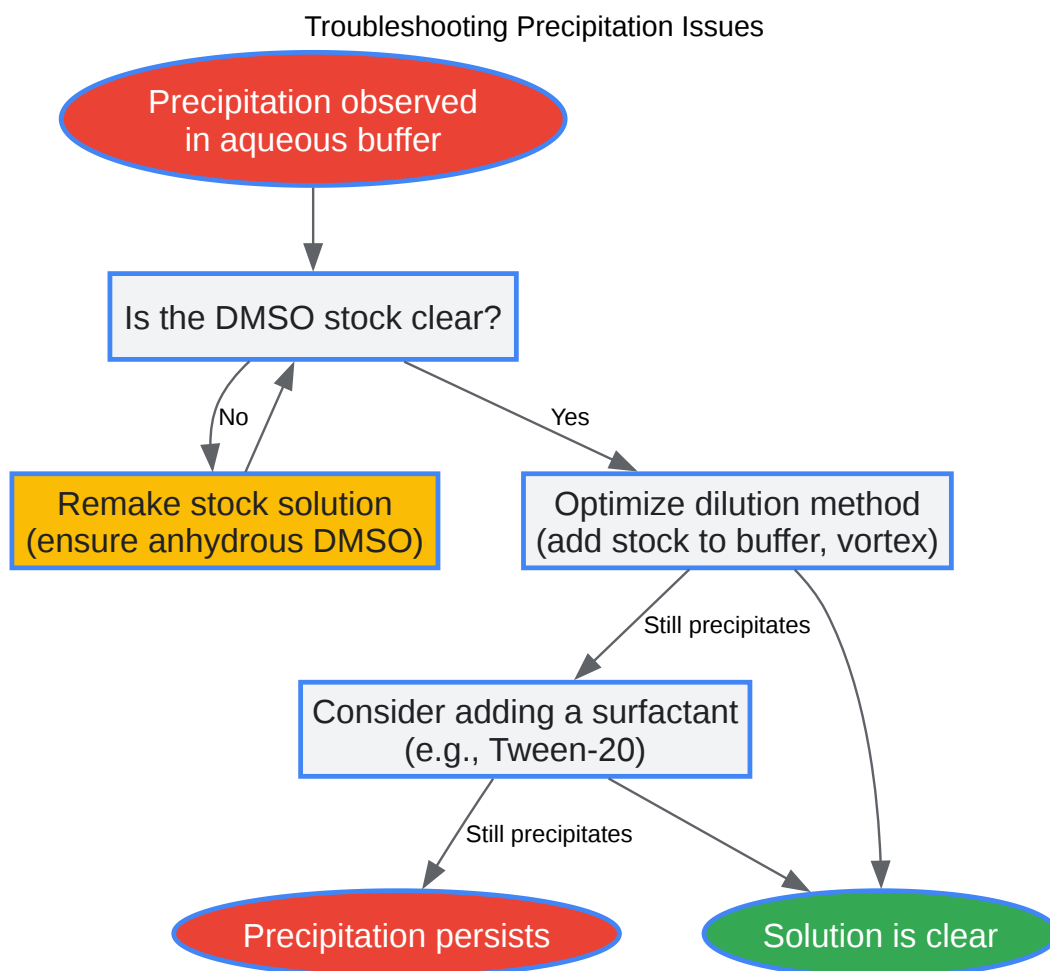 Troubleshooting Precipitation Issues
Precipitation observed
in aqueous buffer
Is the DMSO stock clear?
No
Yes
Remake stock solution
(ensure anhydrous DMSO)
Optimize dilution method
(add stock to buffer, vortex)
Still precipitates
Consider adding a surfactant
(e.g., Tween-20)
Still precipitates
Precipitation persists
Solution is clear